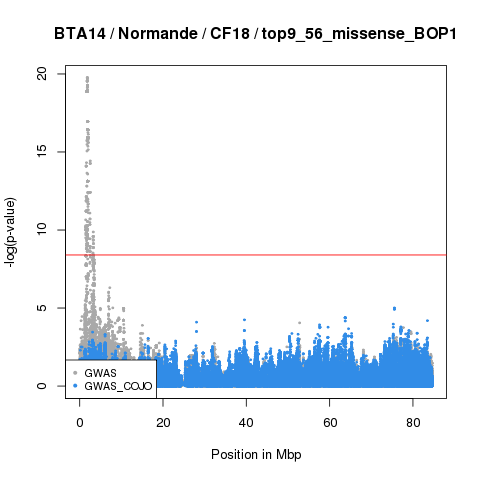 BTA14 / Normande / CF18 / top9_56_missense_BOP1
-log(p-value)
20
15
10
5
0
GWAS
GWAS_COJO
0 20 40 60 80
Position in Mbp